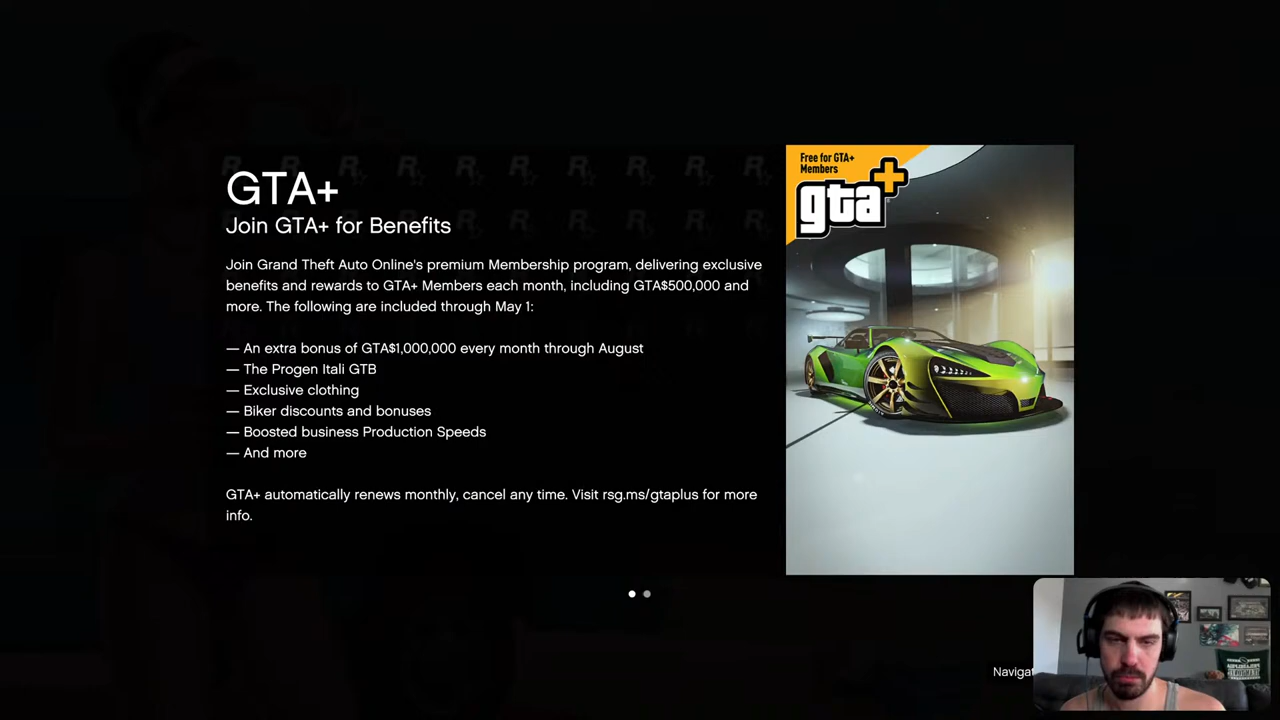 GTA+
Join GTA+ for Benefits
Join Grand Theft Auto Online's premium Membership program, delivering exclusive
benefits and rewards to GTA+ Members each month, including GTA$500,000 and
more. The following are included through May 1:
— An extra bonus of GTA$1,000,000 every month through August
— The Progen Itali GTB
— Exclusive clothing
— Biker discounts and bonuses
— Boosted business Production Speeds
— And more
GTA+ automatically renews monthly, cancel any time. Visit rsg.ms/gtaplus for more
info.
Free for GTA+
Members
gta+